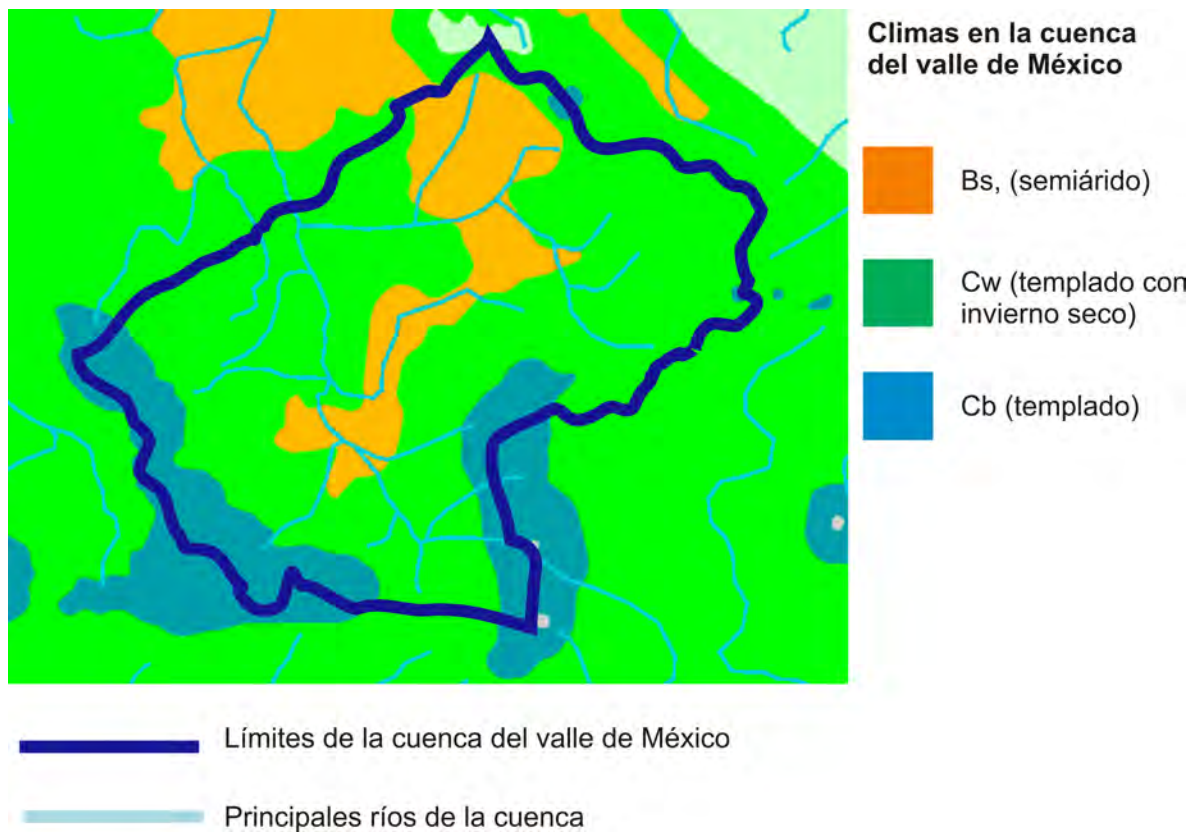 Climas en la cuenca
del valle de México
Bs, (semiárido)
Cw (templado con
invierno seco)
Cb (templado)
Límites de la cuenca del valle de México
Principales ríos de la cuenca